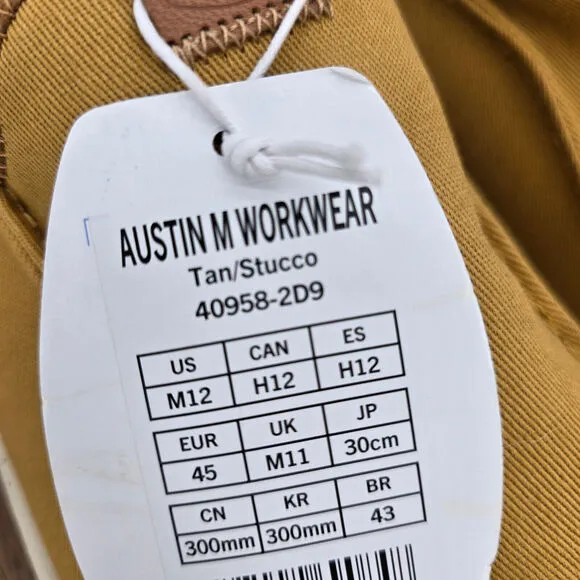 AUSTIN M WORKWEAR
Tan/Stucco
40958-2D9
US CAN ES
M12 H12 H12
EUR UK JP
45 M11 30cm
CN KR BR
300mm 300mm 43